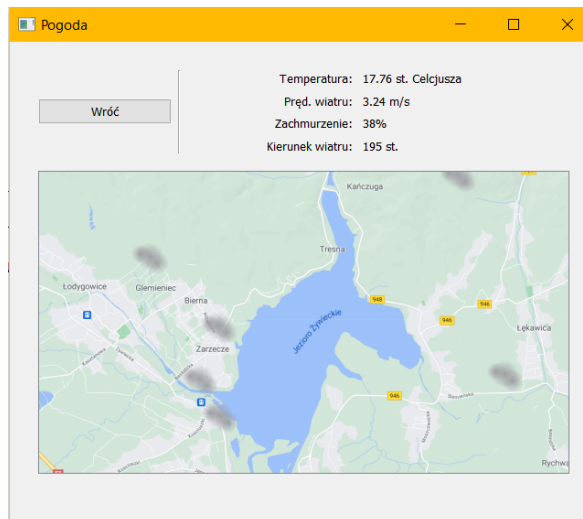 Pogoda
Wróć
Temperatura: 17.76 st. Celcjusza
Pręd. wiatru: 3.24 m/s
Zachmurzenie: 38%
Kierunek wiatru: 195 st.
Kańczuga
Tresna
Łodygowice
Glemieniec
Bierna
948
946
946
Jezioro Żywieckie
Łękawica
Zarzecze
946
Rychwa